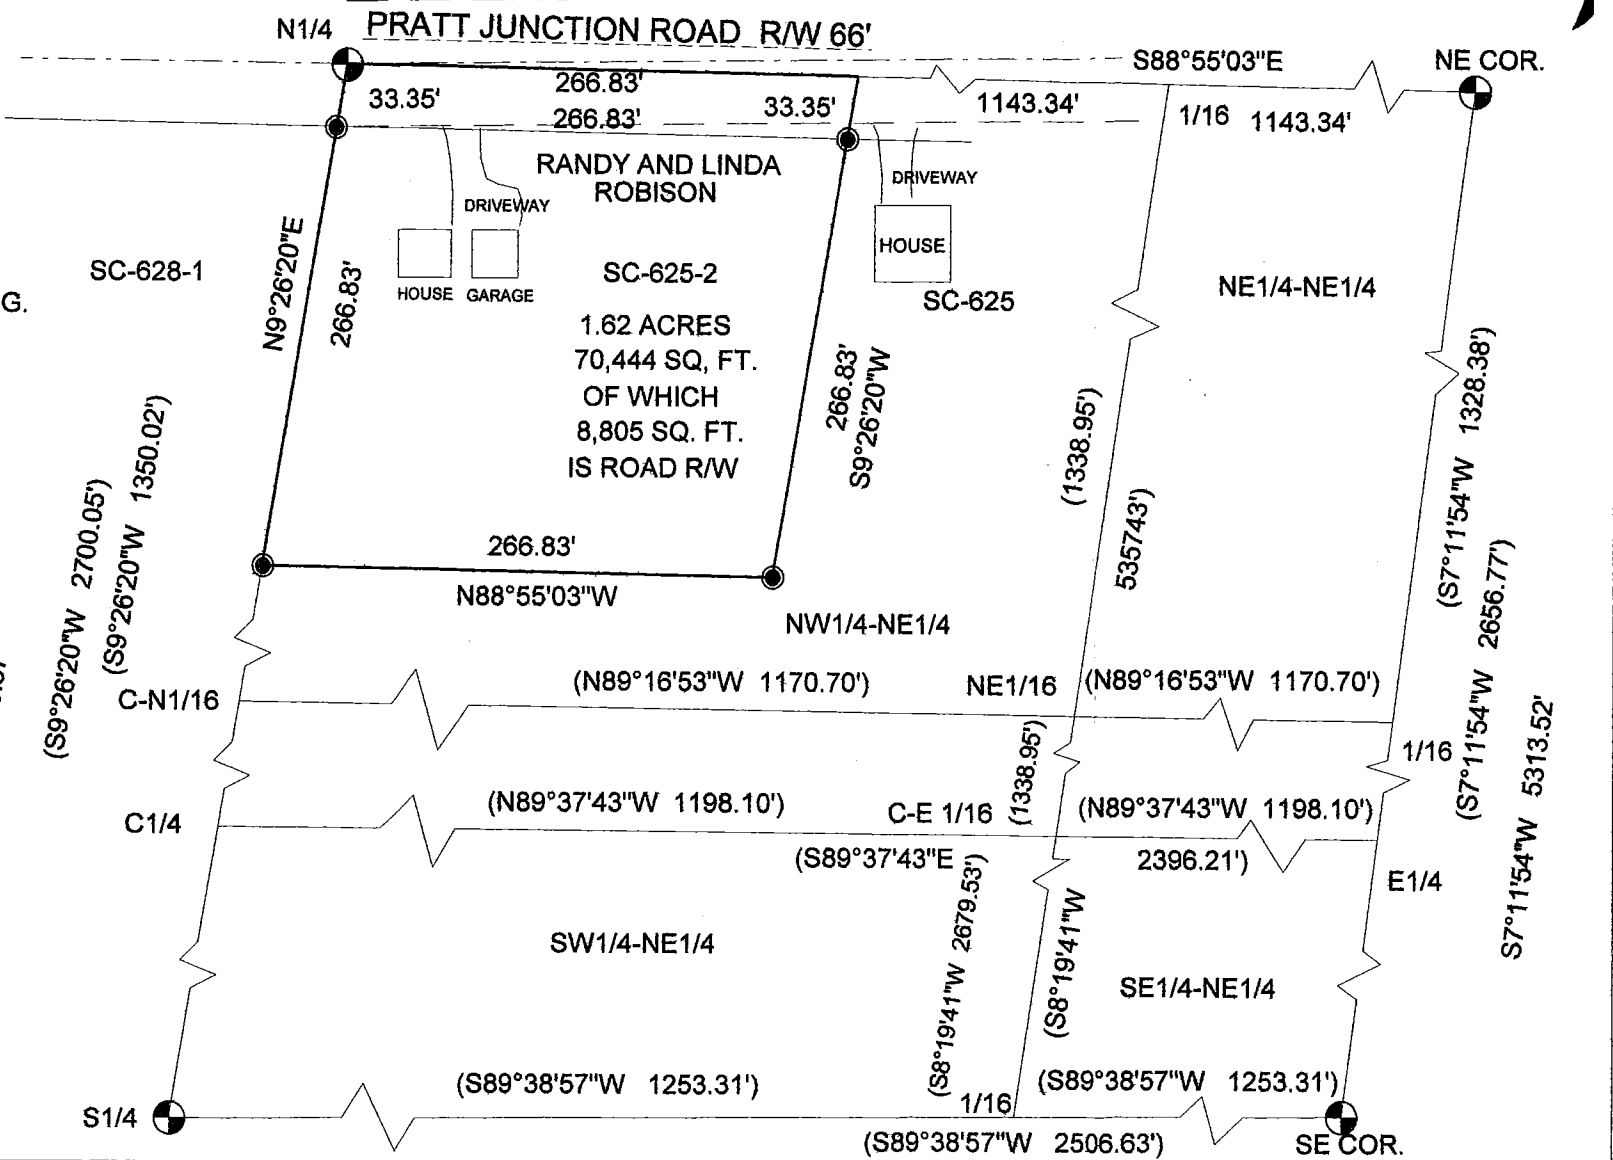 N1/4 PRATT JUNCTION ROAD R/W 66'
S88°55'03"E
NE COR.
266.83'
33.35'
33.35'
266.83'
1143.34'
1/16 1143.34'
RANDY AND LINDA
ROBISON
DRIVEWAY
DRIVEWAY
HOUSE
N9°26'20"E
266.83'
SC-628-1
G.
HOUSE GARAGE
SC-625-2
SC-625
NE1/4-NE1/4
1.62 ACRES
70,444 SQ, FT.
OF WHICH
8,805 SQ. FT.
IS ROAD R/W
266.83'
S9°26'20"W
(1338.95')
535743')
(S7°11'54"W 1328.38')
(S7°11'54"W 2656.77')
S7°11'54"W 5313.52'
(S9°26'20"W 2700.05')
(S9°26'20"W 1350.02')
266.83'
N88°55'03"W
NW1/4-NE1/4
C-N1/16
(N89°16'53"W 1170.70')
NE1/16
(N89°16'53"W 1170.70')
1/16
(1338.95')
C1/4
(N89°37'43"W 1198.10')
C-E 1/16
(N89°37'43"W 1198.10')
(S89°37'43"E 2396.21')
E1/4
(S8°19'41"W 2679.53')
(S8°19'41"W
SW1/4-NE1/4
SE1/4-NE1/4
(S89°38'57"W 1253.31')
1/16
(S89°38'57"W 1253.31')
S1/4
(S89°38'57"W 2506.63')
SE COR.